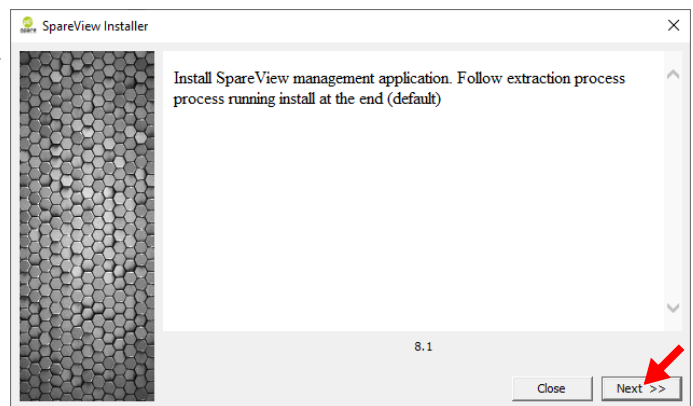 SpareView Installer
Install SpareView management application. Follow extraction process
process running install at the end (default)
8.1
Close
Next >>